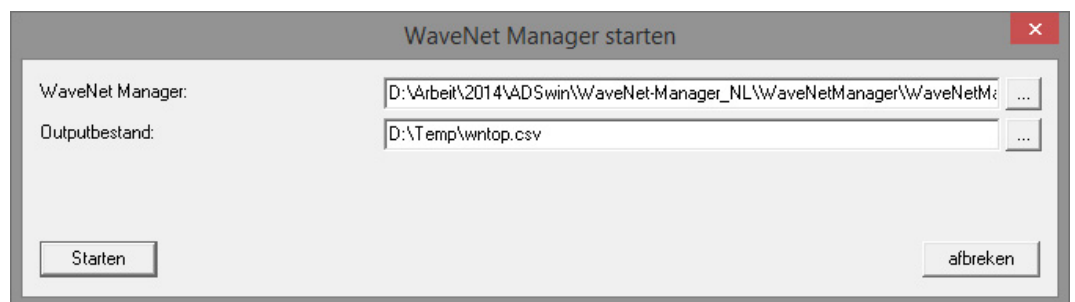 WaveNet Manager starten
WaveNet Manager: D:\Arbeit\2014\ADSwin\WaveNet-Manager_NL\WaveNetManager\WaveNetMa ...
Outputbestand: D:\Temp\wntop.csv ...
Starten afbreken